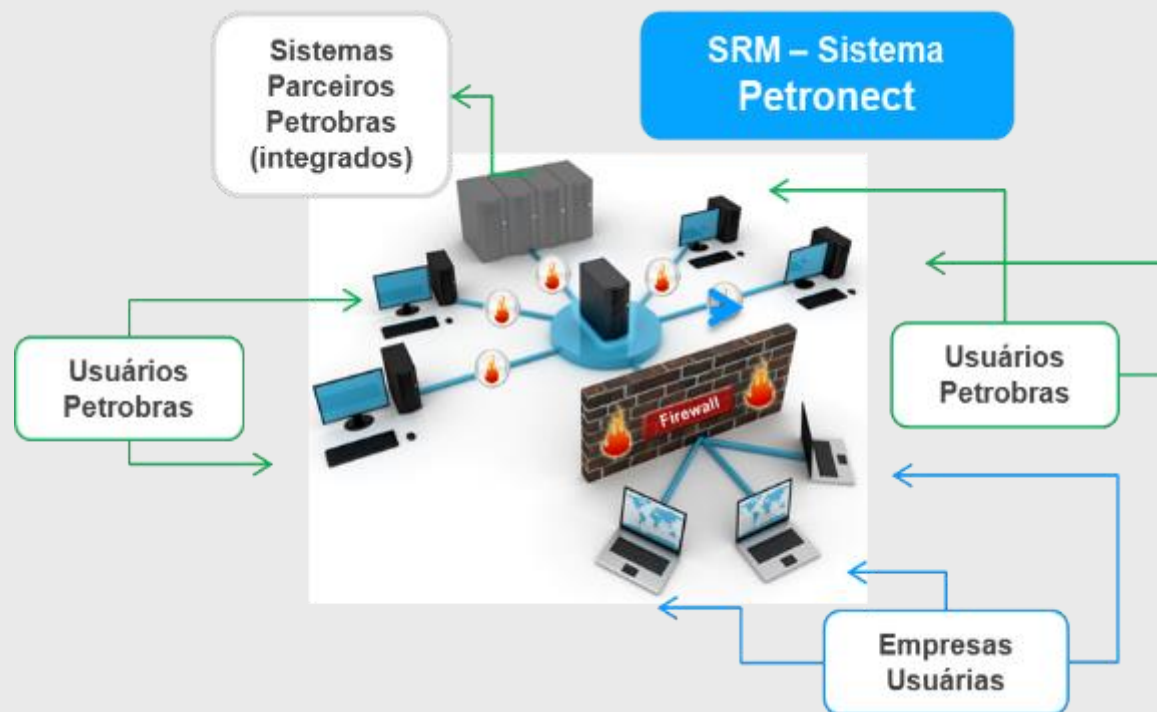 Sistemas
Parceiros
Petrobras
(integrados)
SRM – Sistema
Petronect
Usuários
Petrobras
Usuários
Petrobras
Firewall
Empresas
Usuárias